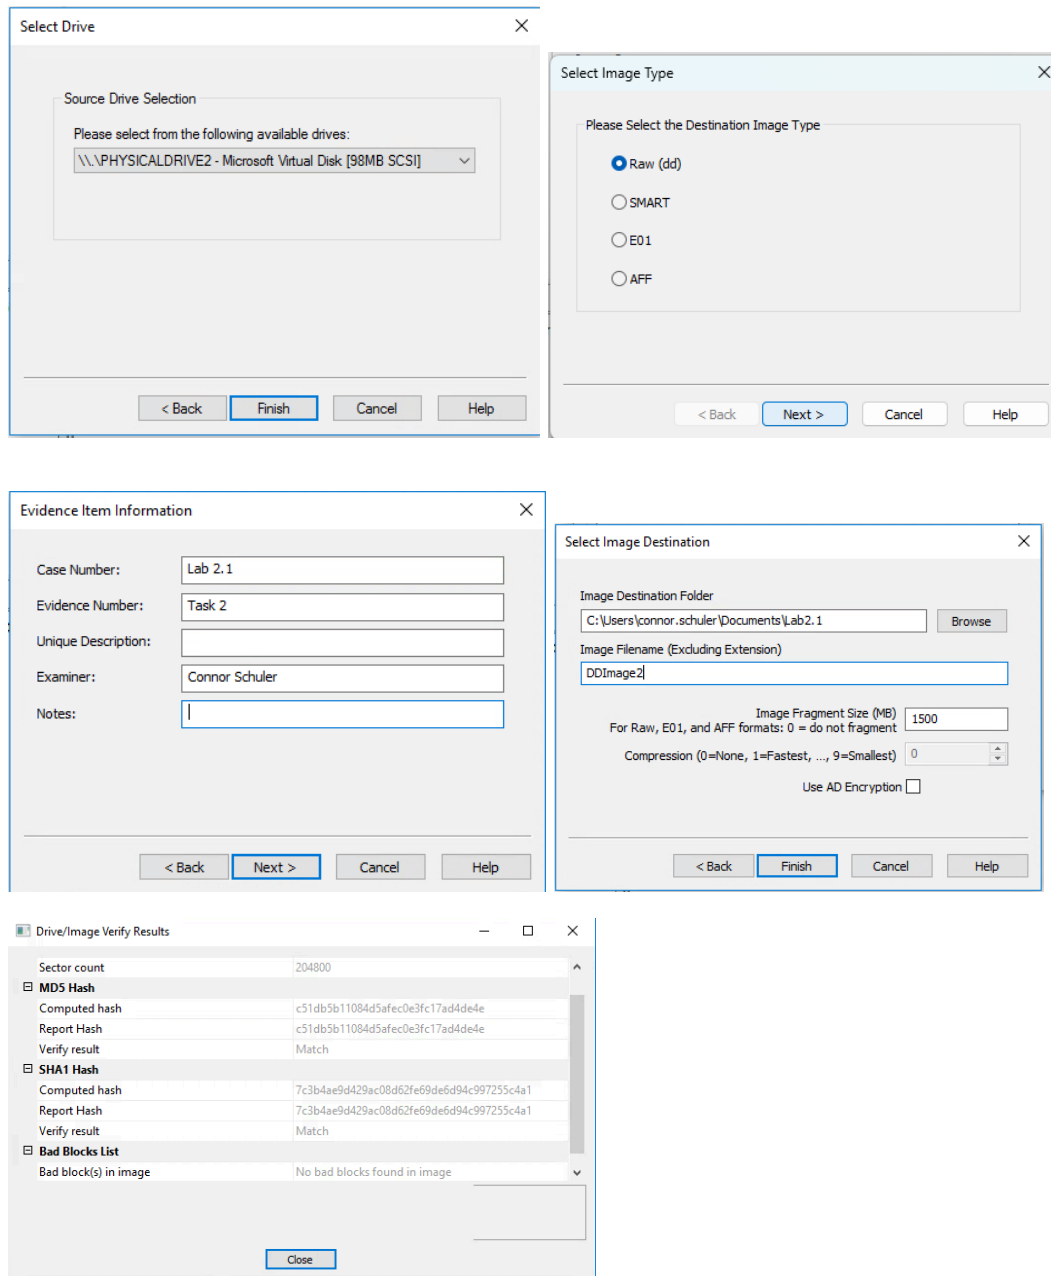 Select Drive
Source Drive Selection
Please select from the following available drives:
\\.\PHYSICALDRIVE2 - Microsoft Virtual Disk [98MB SCSI]
< Back Finish Cancel Help
Select Image Type
Please Select the Destination Image Type
Raw (dd)
SMART
E01
AFF
< Back Next > Cancel Help
Evidence Item Information
Case Number: Lab 2.1
Evidence Number: Task 2
Unique Description:
Examiner: Connor Schuler
Notes:
< Back Next > Cancel Help
Select Image Destination
Image Destination Folder
C:\Users\connor.schuler\Documents\Lab2.1 Browse
Image Filename (Excluding Extension)
DDImage2
Image Fragment Size (MB) 1500
For Raw, E01, and AFF formats: 0 = do not fragment
Compression (0=None, 1=Fastest, ..., 9=Smallest) 0
Use AD Encryption
< Back Finish Cancel Help
Drive/Image Verify Results
Sector count 204800
MD5 Hash
Computed hash c51db5b11084d5afec0e3fc17ad4de4e
Report Hash c51db5b11084d5afec0e3fc17ad4de4e
Verify result Match
SHA1 Hash
Computed hash 7c3b4ae9d429ac08d62fe69de6d94c997255c4a1
Report Hash 7c3b4ae9d429ac08d62fe69de6d94c997255c4a1
Verify result Match
Bad Blocks List
Bad block(s) in image No bad blocks found in image
Close